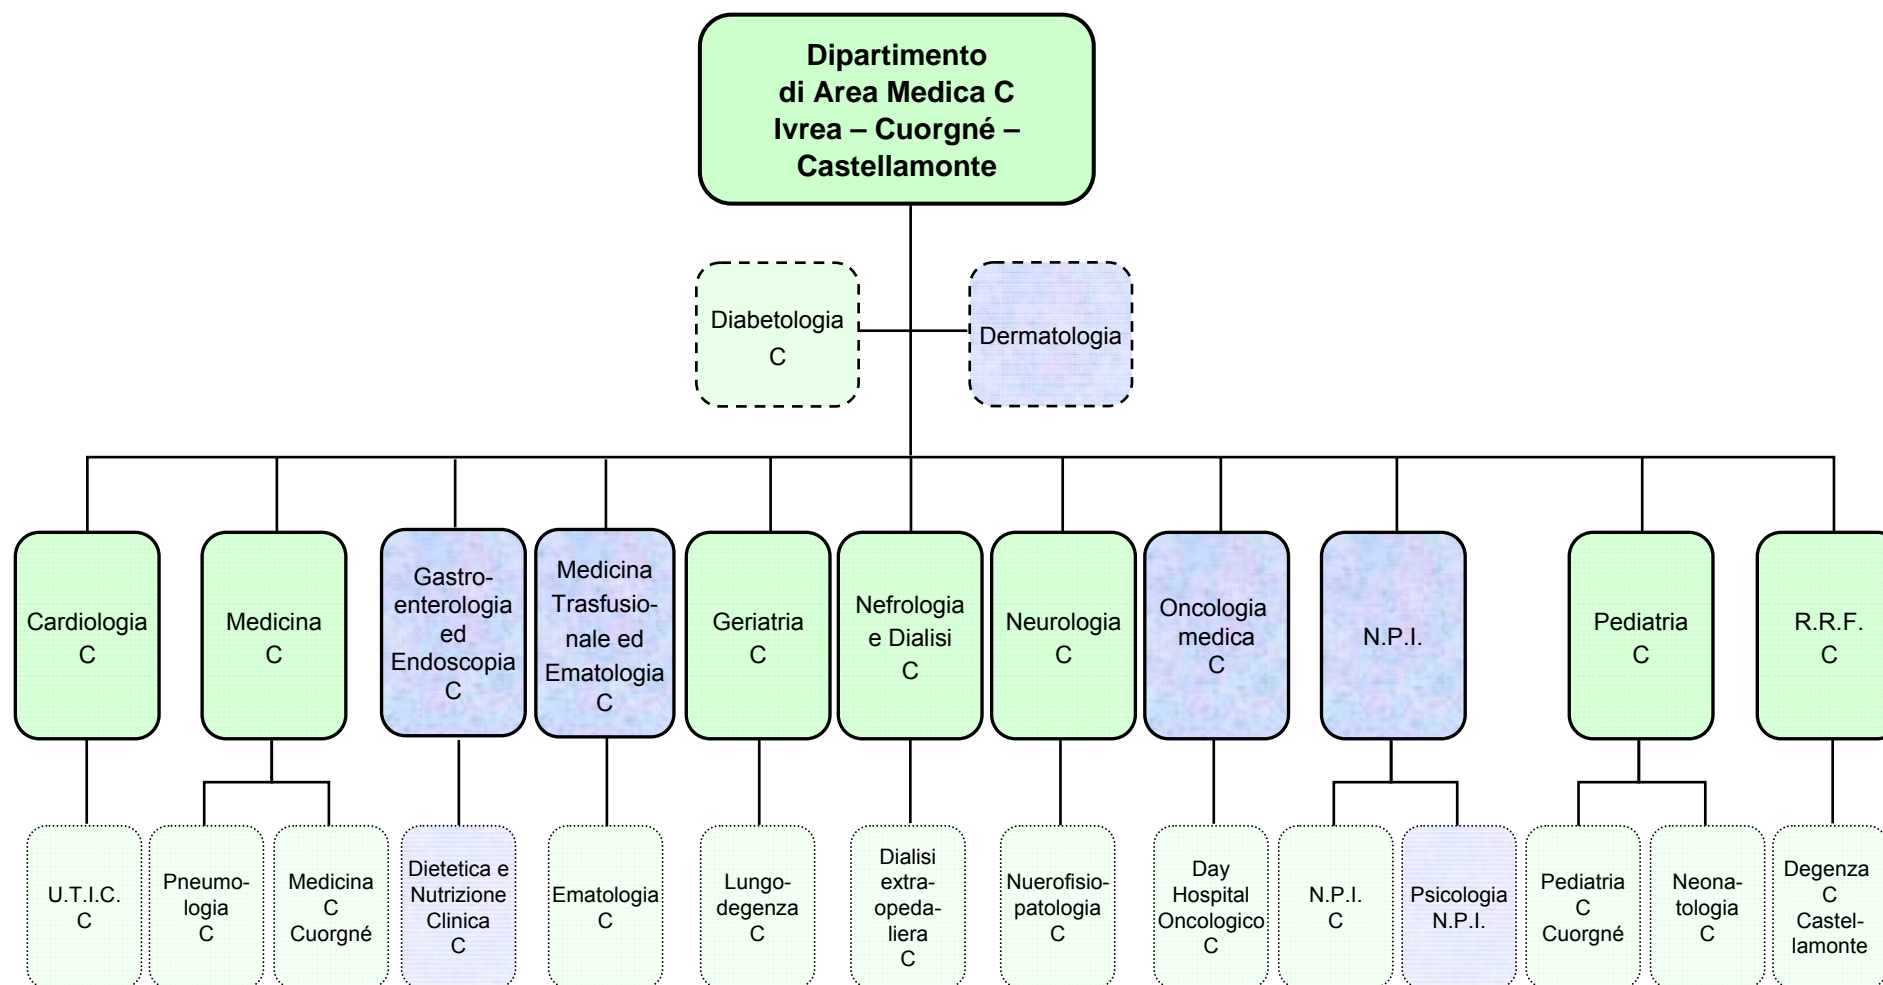 Dipartimento
di Area Medica C
Ivrea – Cuorgné –
Castellamonte
Diabetologia
C
Dermatologia
Cardiologia
C
Medicina
C
Gastro-
enterologia
ed
Endoscopia
C
Medicina
Trasfusio-
nale ed
Ematologia
C
Geriatria
C
Nefrologia
e Dialisi
C
Neurologia
C
Oncologia
medica
C
N.P.I.
Pediatria
C
R.R.F.
C
U.T.I.C.
C
Pneumo-
logia
C
Medicina
C
Cuorgné
Dietetica e
Nutrizione
Clinica
C
Ematologia
C
Lungo-
degenza
C
Dialisi
extra-
opeda-
liera
C
Nuerofisio-
patologia
C
Day
Hospital
Oncologico
C
N.P.I.
C
Psicologia
N.P.I.
Pediatria
C
Cuorgné
Neona-
tologia
C
Degenza
C
Castel-
lamonte